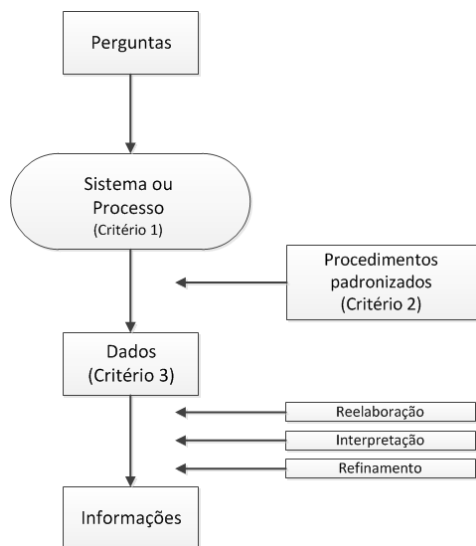 Perguntas
Sistema ou
Processo
(Critério 1)
Procedimentos
padronizados
(Critério 2)
Dados
(Critério 3)
Reelaboração
Interpretação
Refinamento
Informações